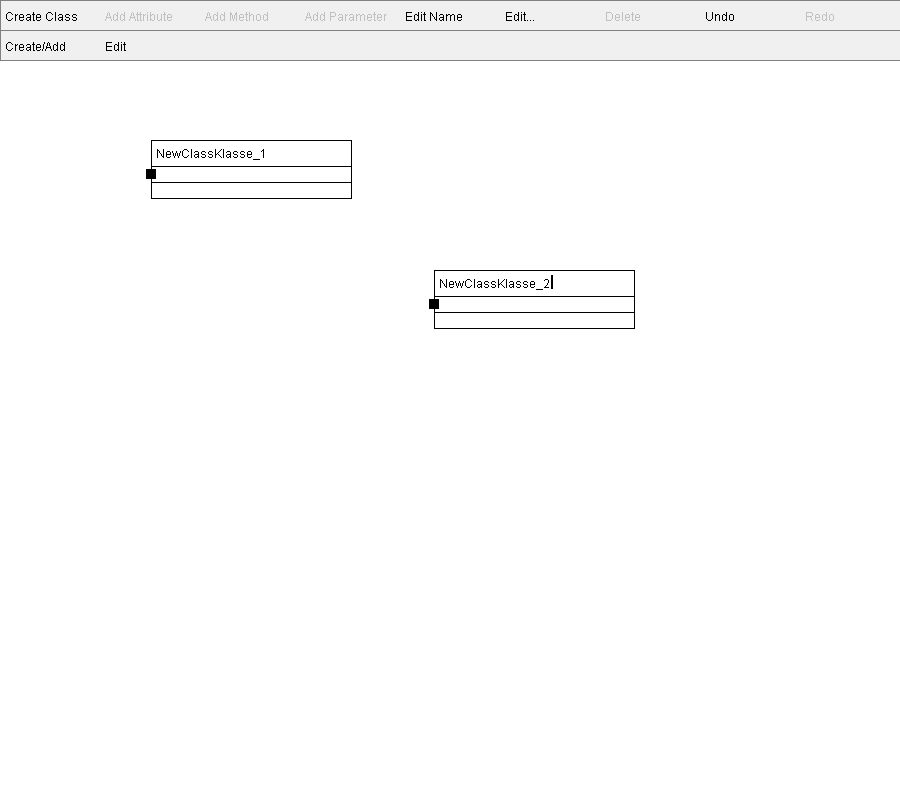 Create Class Add Attribute Add Method Add Parameter Edit Name Edit... Delete Undo Redo
Create/Add Edit
NewClassKlasse_1
NewClassKlasse_2